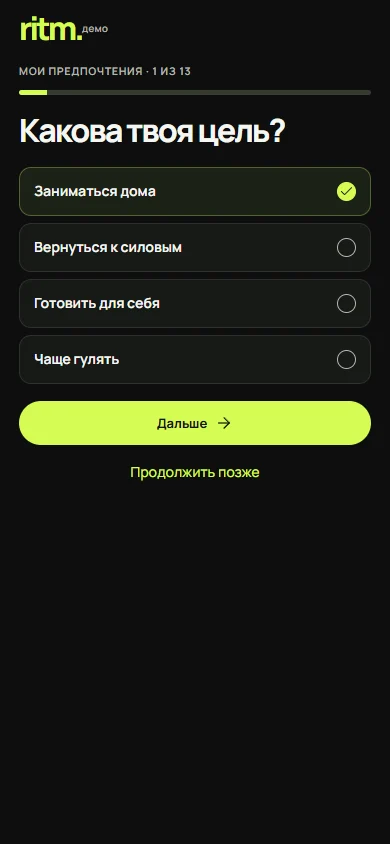 ritm. демо
МОИ ПРЕДПОЧТЕНИЯ · 1 ИЗ 13
Какова твоя цель?
Заниматься дома
Вернуться к силовым
Готовить для себя
Чаще гулять
Дальше →
Продолжить позже